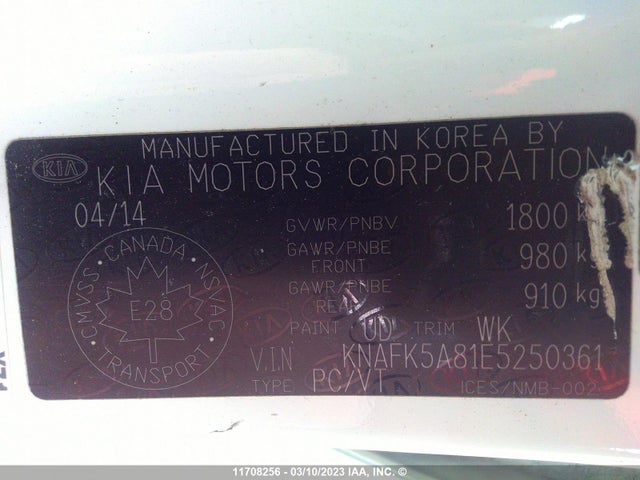 MANUFACTURED IN KOREA BY
KIA
KIA MOTORS CORPORATION
04/14
GVWR/PNBV 1800
GAWR/PNBE
FRONT
980
GAWR/PNBE
910 kg
CMVSS • CANADA • NSVAC
E28
TRANSPORT
PAINT UD TRIM WK
V.I.N KNAFK5A81E5250361
TYPE PC/VT ICES/NMB-002
11708256 - 03/10/2023 IAA, INC. ©